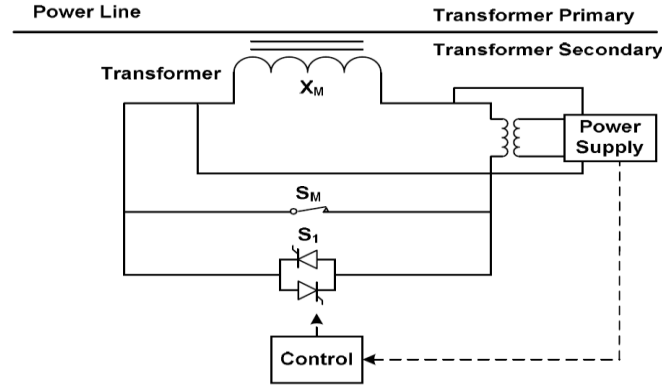 Power Line
Transformer Primary
Transformer Secondary
Transformer
XM
Power
Supply
SM
S1
Control